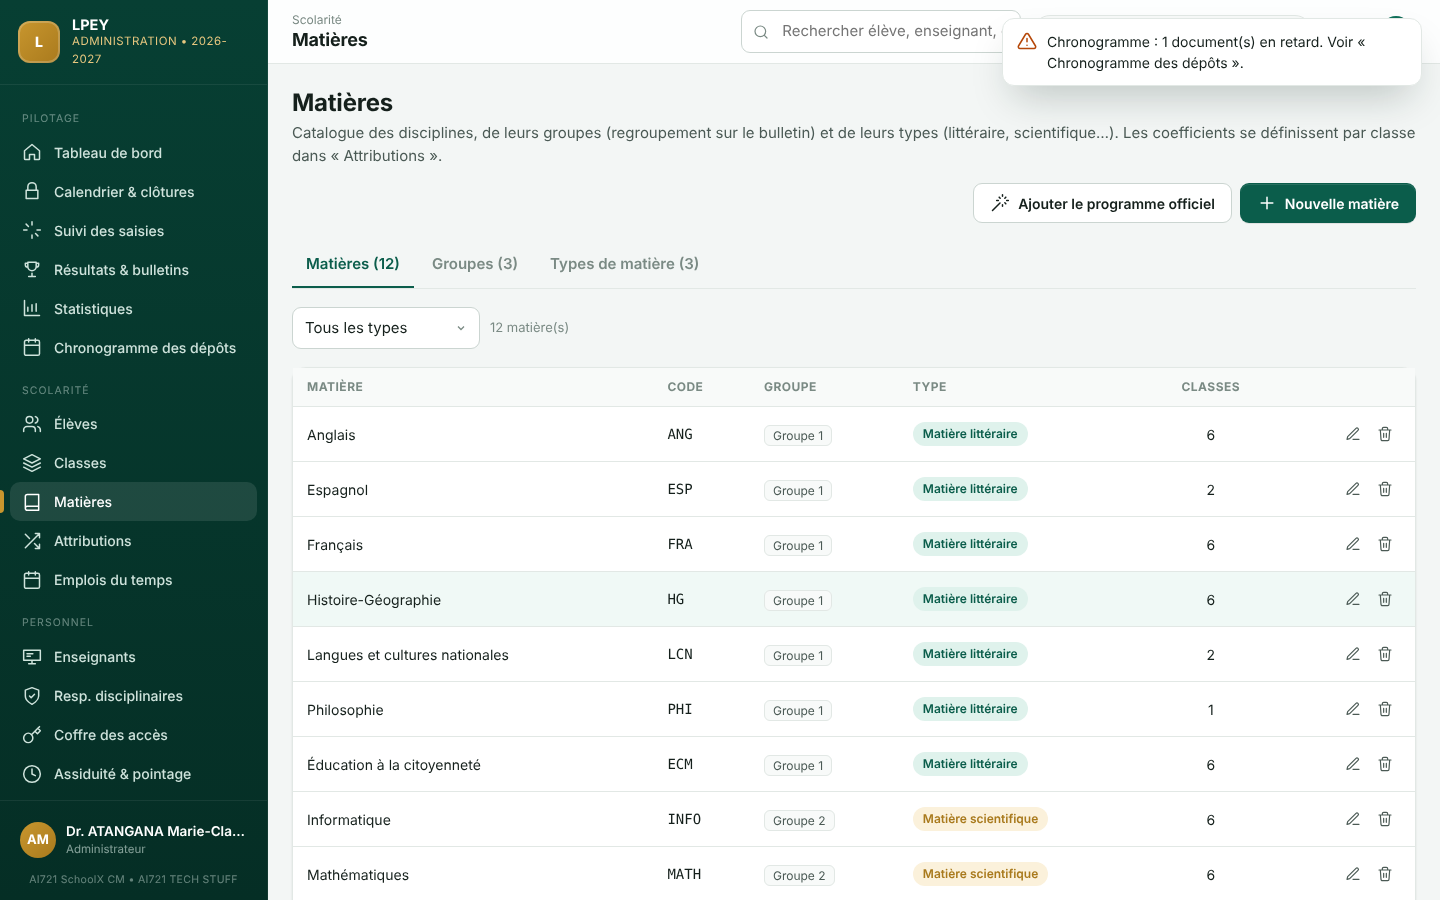 L
LPEY
ADMINISTRATION • 2026-
2027
PILOTAGE
Tableau de bord
Calendrier & clôtures
Suivi des saisies
Résultats & bulletins
Statistiques
Chronogramme des dépôts
SCOLARITÉ
Élèves
Classes
Matières
Attributions
Emplois du temps
PERSONNEL
Enseignants
Resp. disciplinaires
Coffre des accès
Assiduité & pointage
AM
Dr. ATANGANA Marie-Cla...
Administrateur
AI721 SchoolX CM • AI721 TECH STUFF
Scolarité
Matières
Rechercher élève, enseignant,
Chronogramme : 1 document(s) en retard. Voir «
Chronogramme des dépôts ».
Matières
Catalogue des disciplines, de leurs groupes (regroupement sur le bulletin) et de leurs types (littéraire, scientifique...). Les coefficients se définissent par classe
dans « Attributions ».
Ajouter le programme officiel
Nouvelle matière
Matières (12) Groupes (3) Types de matière (3)
Tous les types 12 matière(s)
MATIÈRE CODE GROUPE TYPE CLASSES
Anglais ANG Groupe 1 Matière littéraire 6
Espagnol ESP Groupe 1 Matière littéraire 2
Français FRA Groupe 1 Matière littéraire 6
Histoire-Géographie HG Groupe 1 Matière littéraire 6
Langues et cultures nationales LCN Groupe 1 Matière littéraire 2
Philosophie PHI Groupe 1 Matière littéraire 1
Éducation à la citoyenneté ECM Groupe 1 Matière littéraire 6
Informatique INFO Groupe 2 Matière scientifique 6
Mathématiques MATH Groupe 2 Matière scientifique 6